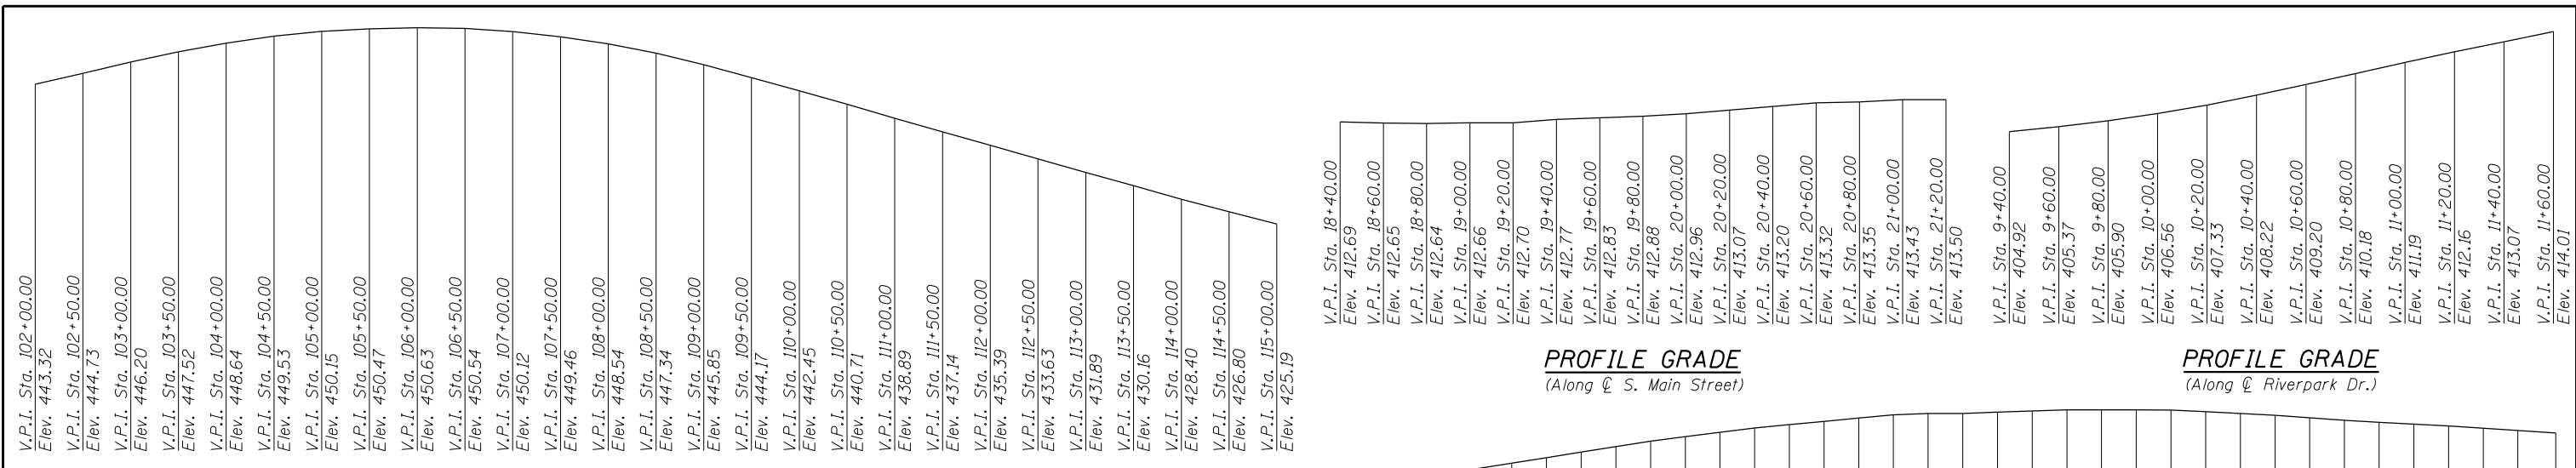 V.P.I. Sta. 102+00.00
Elev. 443.32
V.P.I. Sta. 102+50.00
Elev. 444.73
V.P.I. Sta. 103+00.00
Elev. 446.20
V.P.I. Sta. 103+50.00
Elev. 447.52
V.P.I. Sta. 104+00.00
Elev. 448.64
V.P.I. Sta. 104+50.00
Elev. 449.53
V.P.I. Sta. 105+00.00
Elev. 450.15
V.P.I. Sta. 105+50.00
Elev. 450.47
V.P.I. Sta. 106+00.00
Elev. 450.63
V.P.I. Sta. 106+50.00
Elev. 450.54
V.P.I. Sta. 107+00.00
Elev. 450.12
V.P.I. Sta. 107+50.00
Elev. 449.46
V.P.I. Sta. 108+00.00
Elev. 448.54
V.P.I. Sta. 108+50.00
Elev. 447.34
V.P.I. Sta. 109+00.00
Elev. 445.85
V.P.I. Sta. 109+50.00
Elev. 444.17
V.P.I. Sta. 110+00.00
Elev. 442.45
V.P.I. Sta. 110+50.00
Elev. 440.71
V.P.I. Sta. 111+00.00
Elev. 438.89
V.P.I. Sta. 111+50.00
Elev. 437.14
V.P.I. Sta. 112+00.00
Elev. 435.39
V.P.I. Sta. 112+50.00
Elev. 433.63
V.P.I. Sta. 113+00.00
Elev. 431.89
V.P.I. Sta. 113+50.00
Elev. 430.16
V.P.I. Sta. 114+00.00
Elev. 428.40
V.P.I. Sta. 114+50.00
Elev. 426.80
V.P.I. Sta. 115+00.00
Elev. 425.19
V.P.I. Sta. 18+40.00
Elev. 412.69
V.P.I. Sta. 18+60.00
Elev. 412.65
V.P.I. Sta. 18+80.00
Elev. 412.64
V.P.I. Sta. 19+00.00
Elev. 412.66
V.P.I. Sta. 19+20.00
Elev. 412.70
V.P.I. Sta. 19+40.00
Elev. 412.77
V.P.I. Sta. 19+60.00
Elev. 412.83
V.P.I. Sta. 19+80.00
Elev. 412.88
V.P.I. Sta. 20+00.00
Elev. 412.96
V.P.I. Sta. 20+20.00
Elev. 413.07
V.P.I. Sta. 20+40.00
Elev. 413.20
V.P.I. Sta. 20+60.00
Elev. 413.32
V.P.I. Sta. 20+80.00
Elev. 413.35
V.P.I. Sta. 21+00.00
Elev. 413.43
V.P.I. Sta. 21+20.00
Elev. 413.50
PROFILE GRADE
(Along ℄ S. Main Street)
V.P.I. Sta. 9+40.00
Elev. 404.92
V.P.I. Sta. 9+60.00
Elev. 405.37
V.P.I. Sta. 9+80.00
Elev. 405.90
V.P.I. Sta. 10+00.00
Elev. 406.56
V.P.I. Sta. 10+20.00
Elev. 407.33
V.P.I. Sta. 10+40.00
Elev. 408.22
V.P.I. Sta. 10+60.00
Elev. 409.20
V.P.I. Sta. 10+80.00
Elev. 410.18
V.P.I. Sta. 11+00.00
Elev. 411.19
V.P.I. Sta. 11+20.00
Elev. 412.16
V.P.I. Sta. 11+40.00
Elev. 413.07
V.P.I. Sta. 11+60.00
Elev. 414.01
PROFILE GRADE
(Along ℄ Riverpark Dr.)